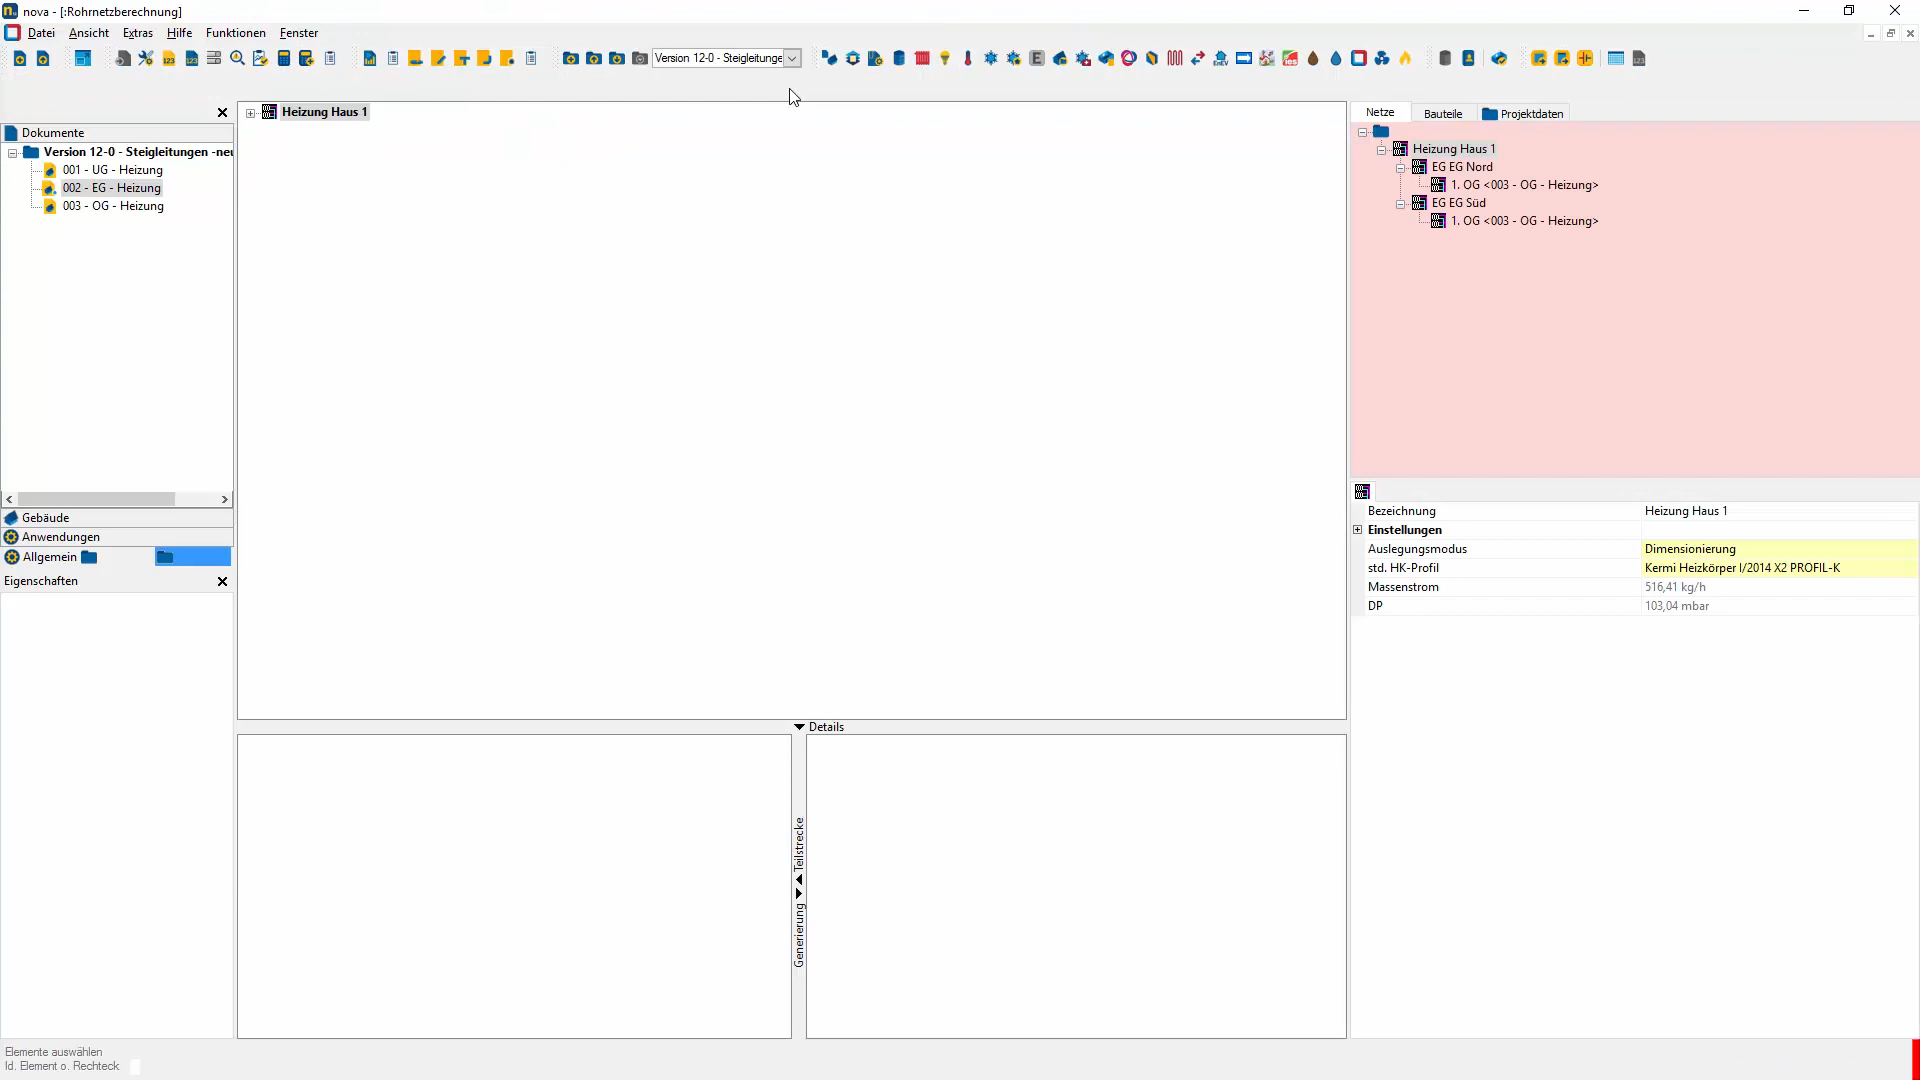 nova - [:Rohrnetzberechnung]
Datei Ansicht Extras Hilfe Funktionen Fenster
Version 12-0 - Steigleitunge
Dokumente
Version 12-0 - Steigleitungen -neu
001 - UG - Heizung
002 - EG - Heizung
003 - OG - Heizung
Gebäude
Anwendungen
Allgemein
Eigenschaften
Heizung Haus 1
Details
Teilstrecke
Generierung
Netze Bauteile Projektdaten
Heizung Haus 1
EG EG Nord
1. OG <003 - OG - Heizung>
EG EG Süd
1. OG <003 - OG - Heizung>
Bezeichnung Heizung Haus 1
Einstellungen
Auslegungsmodus Dimensionierung
std. HK-Profil Kermi Heizkörper I/2014 X2 PROFIL-K
Massenstrom 516,41 kg/h
DP 103,04 mbar
Elemente auswählen
Id. Element o. Rechteck